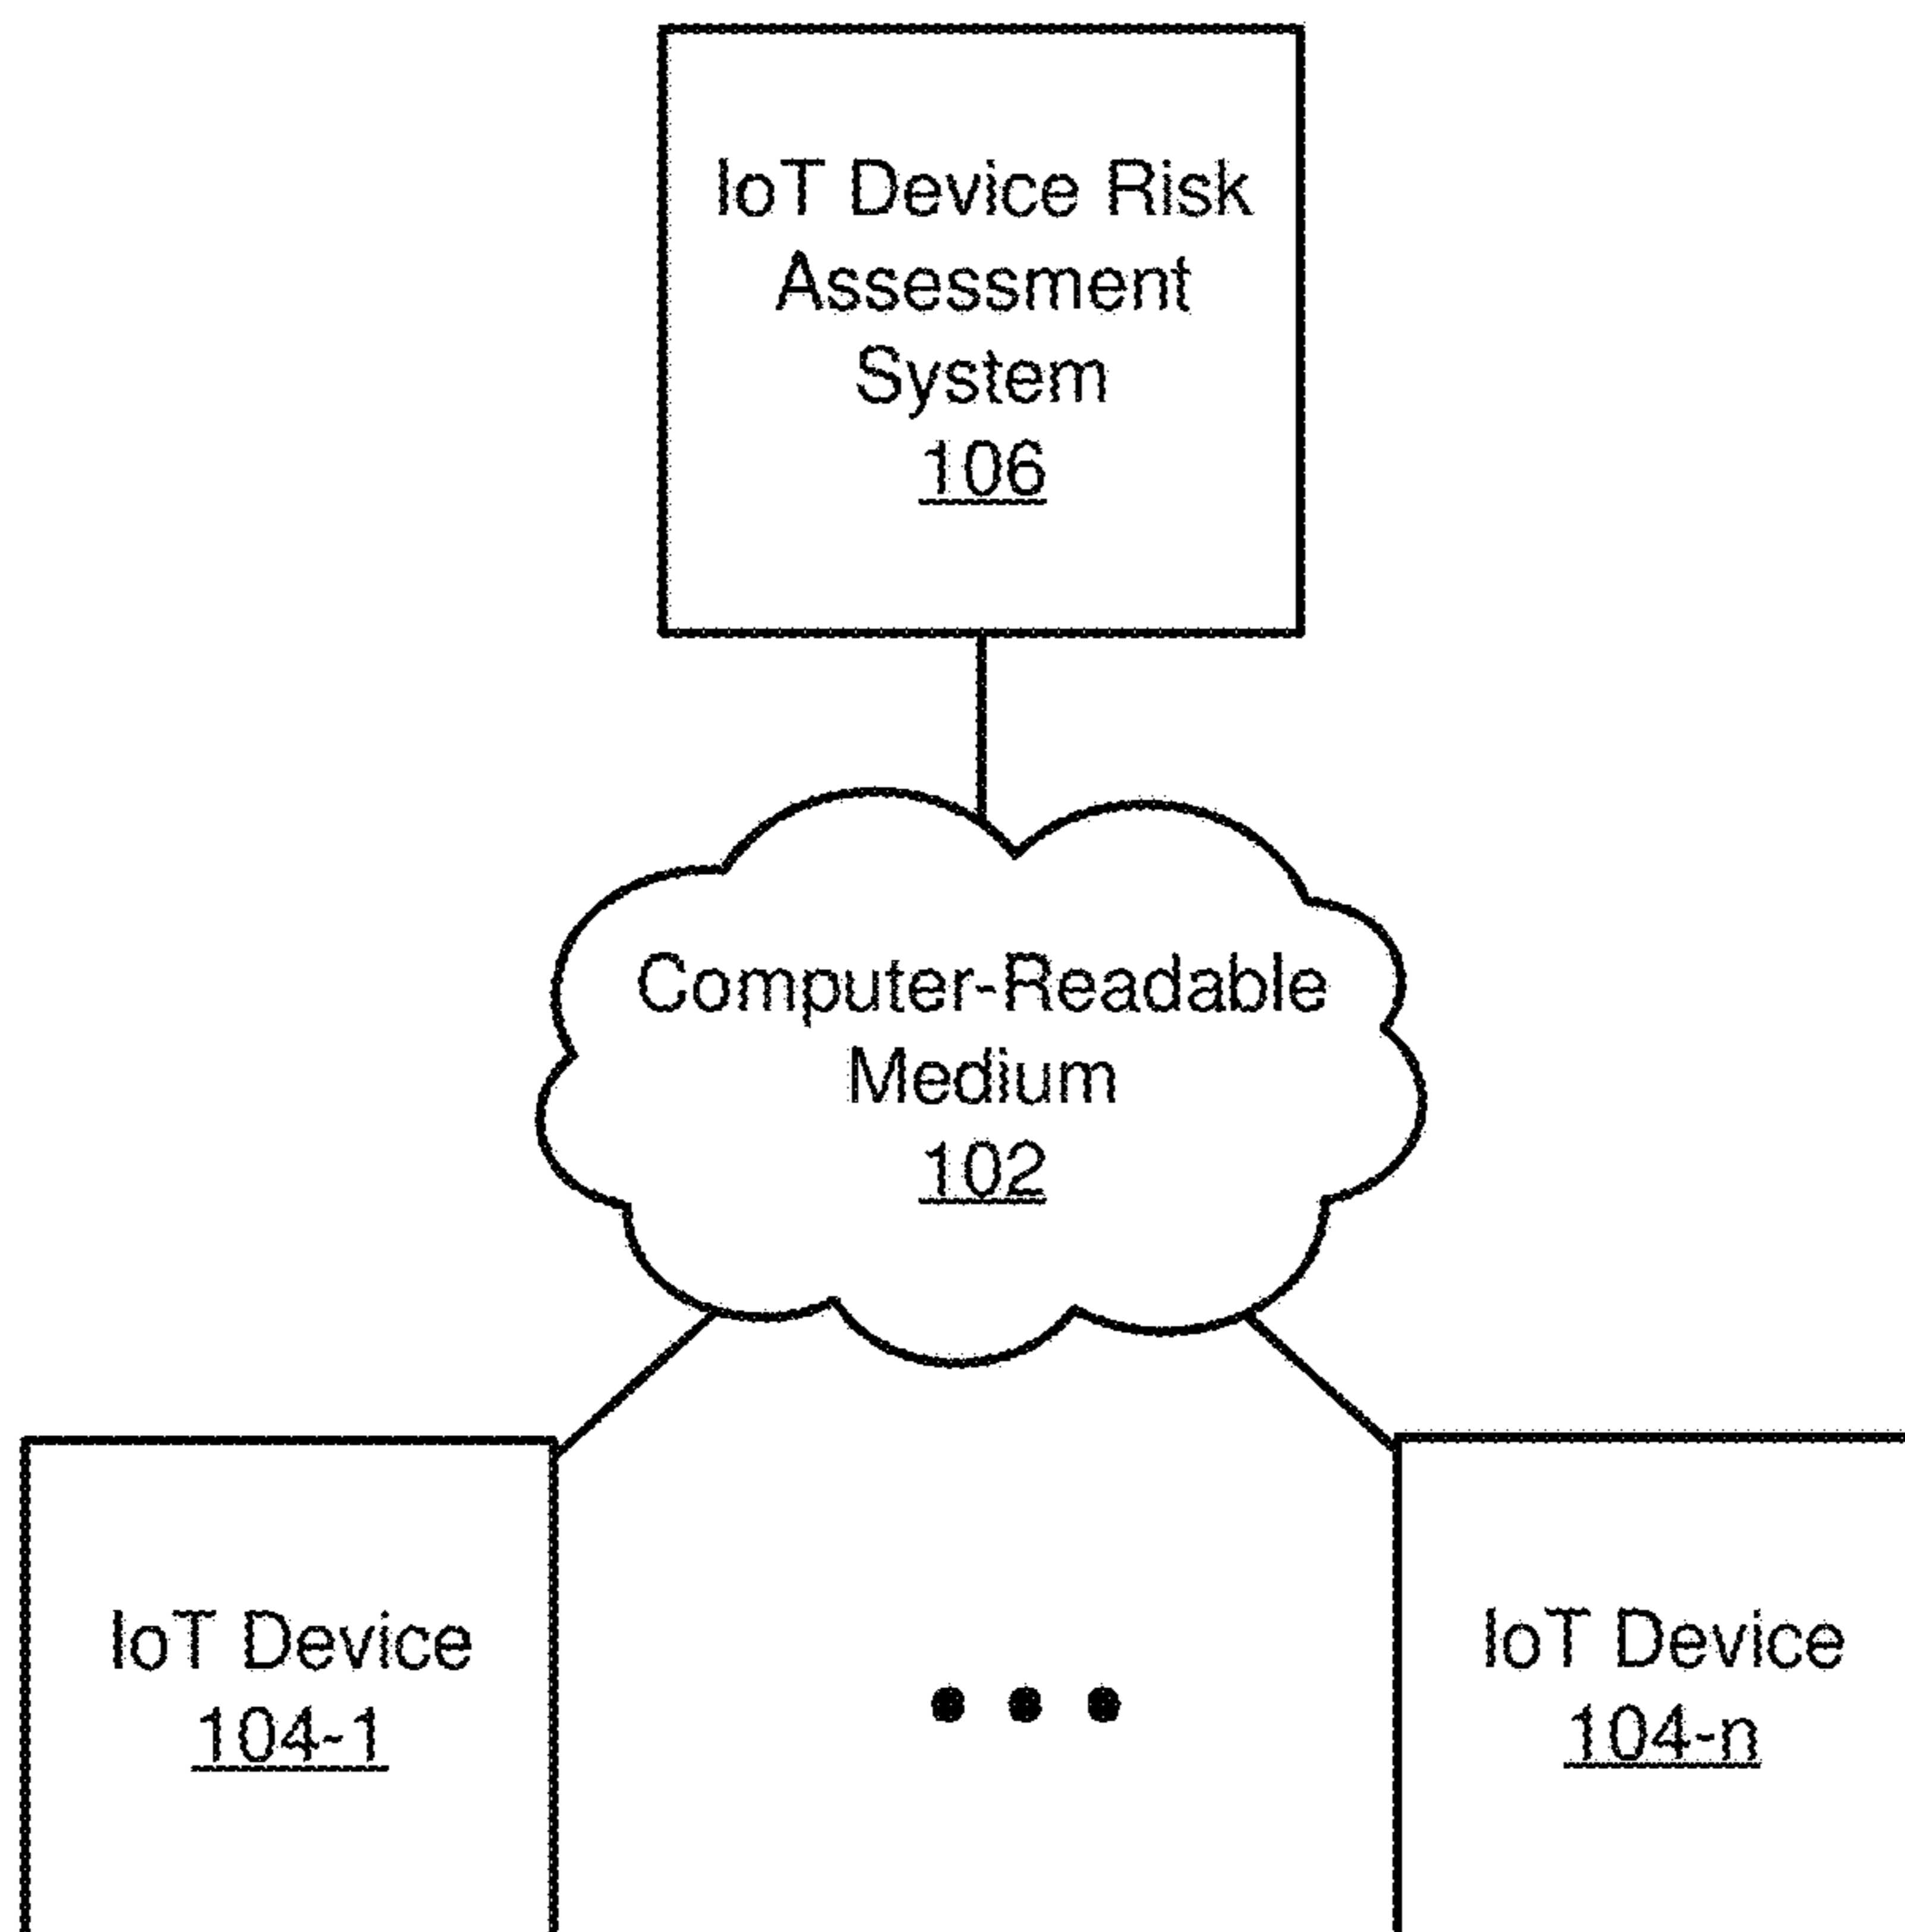 IoT Device Risk
Assessment
System
106
Computer-Readable
Medium
102
IoT Device
104-1
IoT Device
104-n